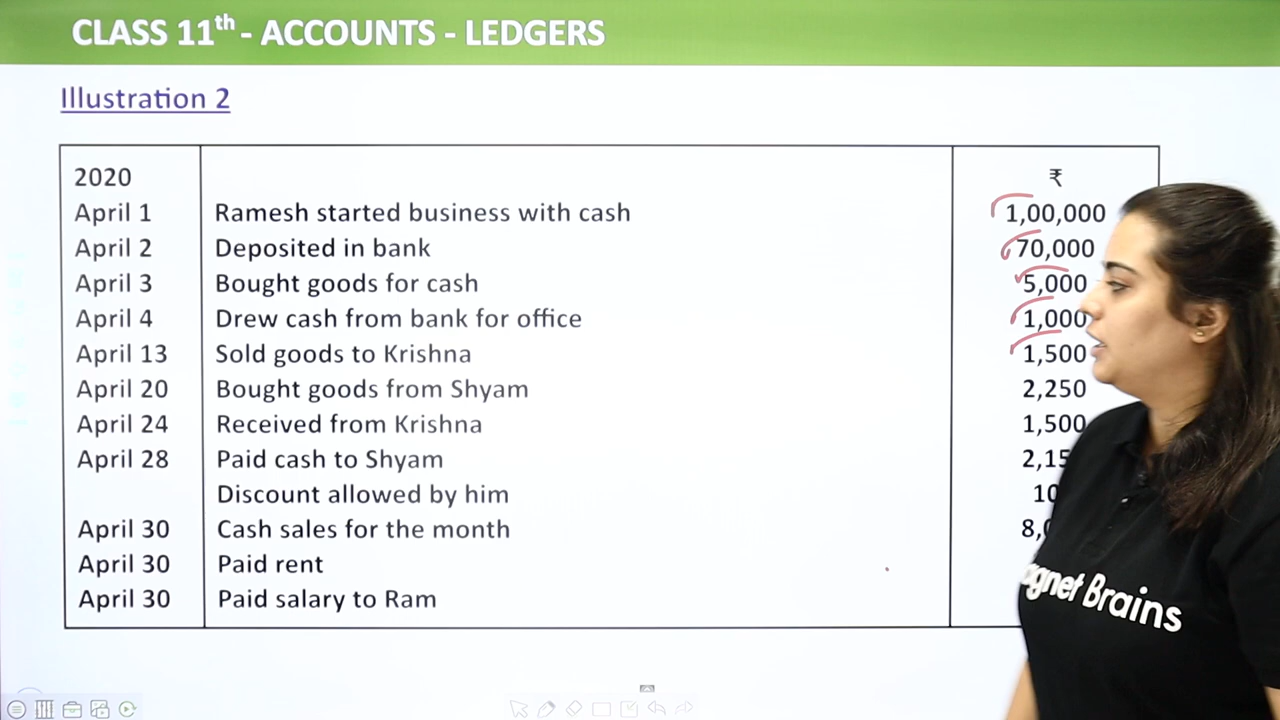 CLASS 11th - ACCOUNTS - LEDGERS
Illustration 2
2020 ₹
April 1 Ramesh started business with cash 1,00,000
April 2 Deposited in bank 70,000
April 3 Bought goods for cash 5,000
April 4 Drew cash from bank for office 1,000
April 13 Sold goods to Krishna 1,500
April 20 Bought goods from Shyam 2,250
April 24 Received from Krishna 1,500
April 28 Paid cash to Shyam
Discount allowed by him
April 30 Cash sales for the month
April 30 Paid rent
April 30 Paid salary to Ram
Brains